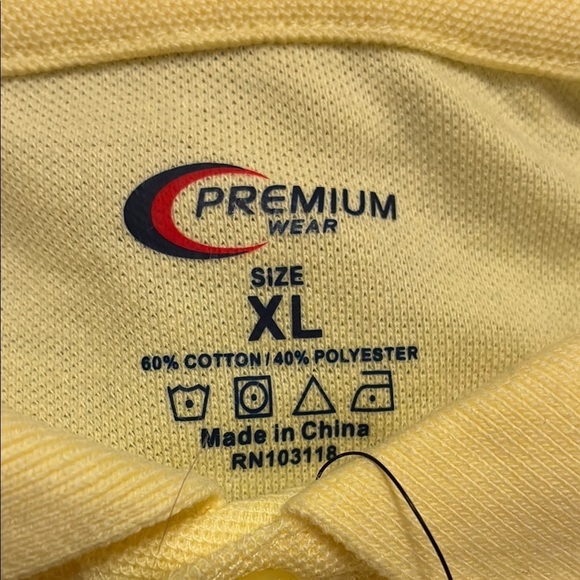 PREMIUM
WEAR
SIZE
XL
60% COTTON / 40% POLYESTER
Made in China
RN103118